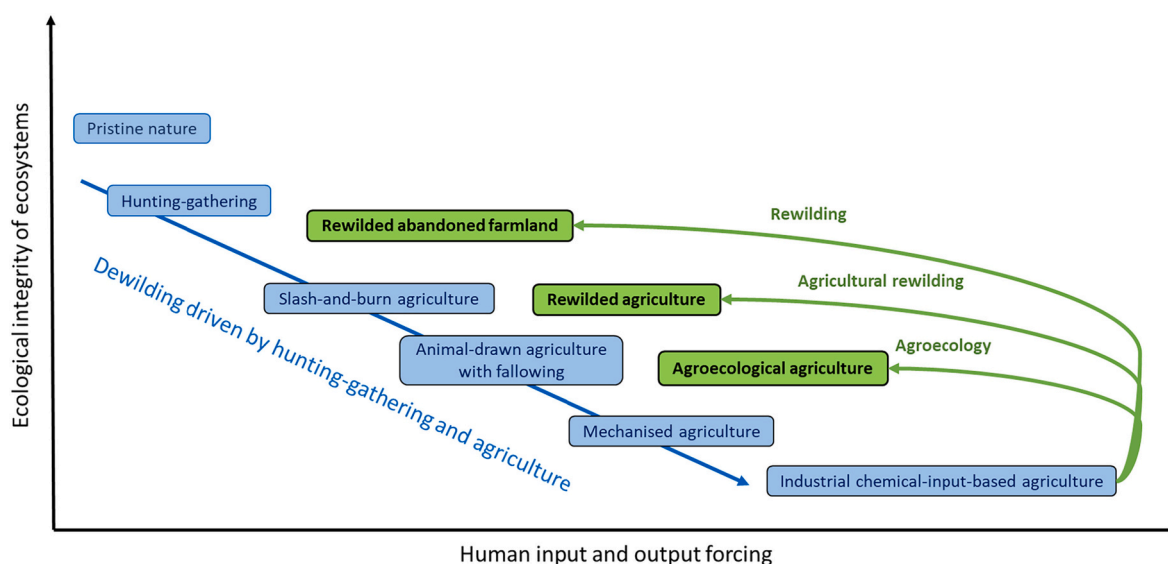 Ecological integrity of ecosystems
Pristine nature
Hunting-gathering
Rewilded abandoned farmland
Rewilding
Dewilding driven by hunting-gathering and agriculture
Slash-and-burn agriculture
Rewilded agriculture
Agricultural rewilding
Animal-drawn agriculture
with fallowing
Agroecological agriculture
Agroecology
Mechanised agriculture
Industrial chemical-input-based agriculture
Human input and output forcing